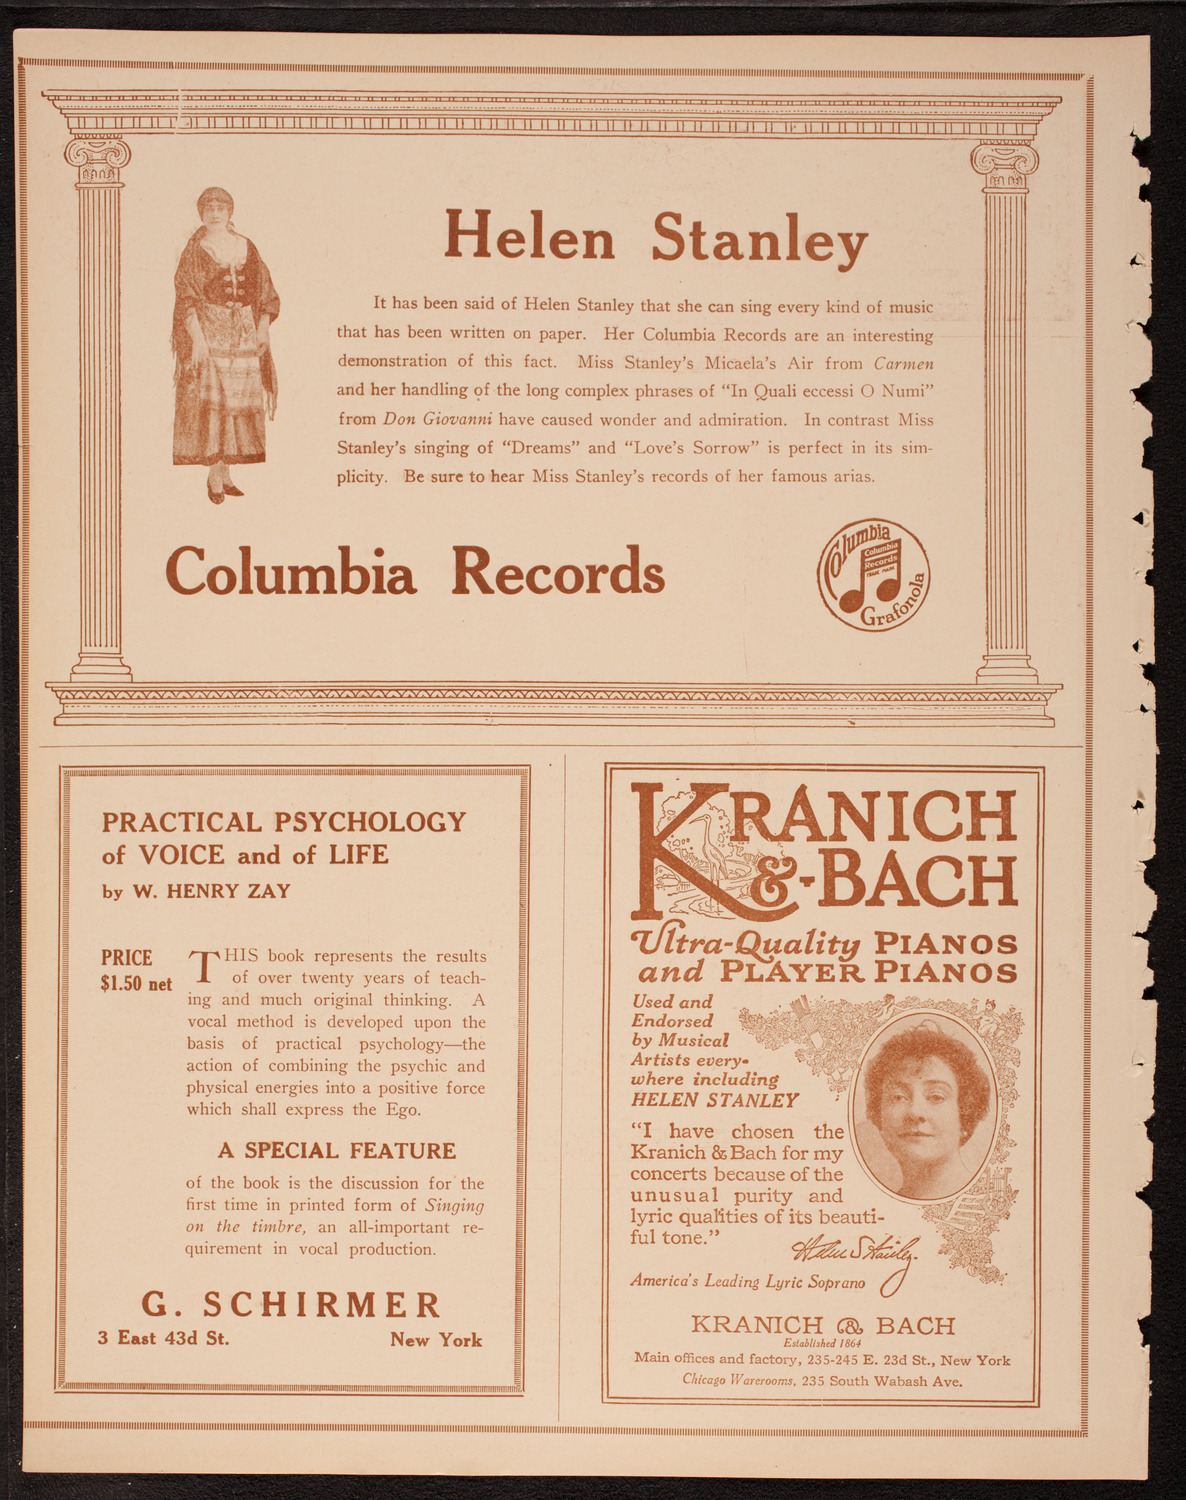 Helen Stanley
It has been said of Helen Stanley that she can sing every kind of music
that has been written on paper. Her Columbia Records are an interesting
demonstration of this fact. Miss Stanley's Micaela's Air from Carmen
and her handling of the long complex phrases of "In Quali eccessi O Numi"
from Don Giovanni have caused wonder and admiration. In contrast Miss
Stanley's singing of "Dreams" and "Love's Sorrow" is perfect in its sim-
plicity. Be sure to hear Miss Stanley's records of her famous arias.
Columbia Records
Columbia
Columbia
Records
TRADE MARK
Grafonola
PRACTICAL PSYCHOLOGY
of VOICE and of LIFE
by W. HENRY ZAY
PRICE
$1.50 net
THIS book represents the results
of over twenty years of teach-
ing and much original thinking. A
vocal method is developed upon the
basis of practical psychology—the
action of combining the psychic and
physical energies into a positive force
which shall express the Ego.
A SPECIAL FEATURE
of the book is the discussion for the
first time in printed form of Singing
on the timbre, an all-important re-
quirement in vocal production.
G. SCHIRMER
3 East 43d St. New York
KRANICH
&-BACH
Ultra-Quality PIANOS
and PLAYER PIANOS
Used and
Endorsed
by Musical
Artists every-
where including
HELEN STANLEY
"I have chosen the
Kranich & Bach for my
concerts because of the
unusual purity and
lyric qualities of its beauti-
ful tone."
Helen Stanley.
America's Leading Lyric Soprano
KRANICH & BACH
Established 1864
Main offices and factory, 235-245 E. 23d St., New York
Chicago Warerooms, 235 South Wabash Ave.